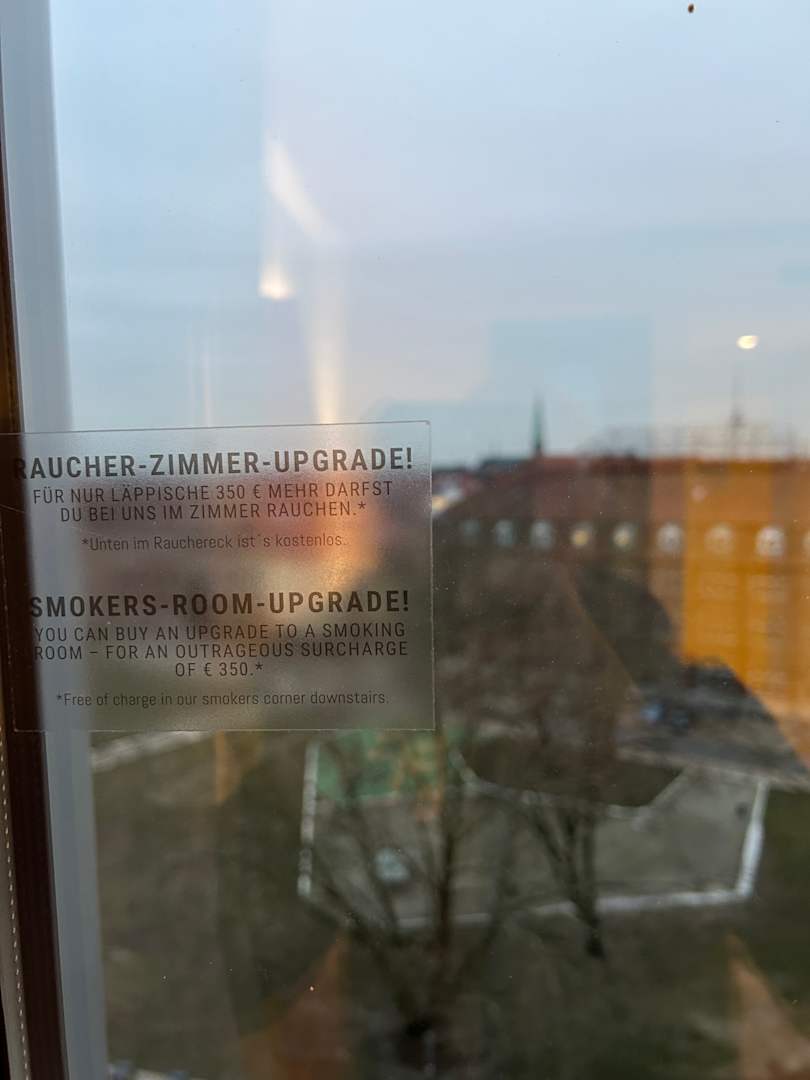 RAUCHER-ZIMMER-UPGRADE!
FÜR NUR LÄPPISCHE 350 € MEHR DARFST
DU BEI UNS IM ZIMMER RAUCHEN.*
*Unten im Rauchereck ist´s kostenlos.
SMOKERS-ROOM-UPGRADE!
YOU CAN BUY AN UPGRADE TO A SMOKING
ROOM – FOR AN OUTRAGEOUS SURCHARGE
OF € 350.*
*Free of charge in our smokers corner downstairs.